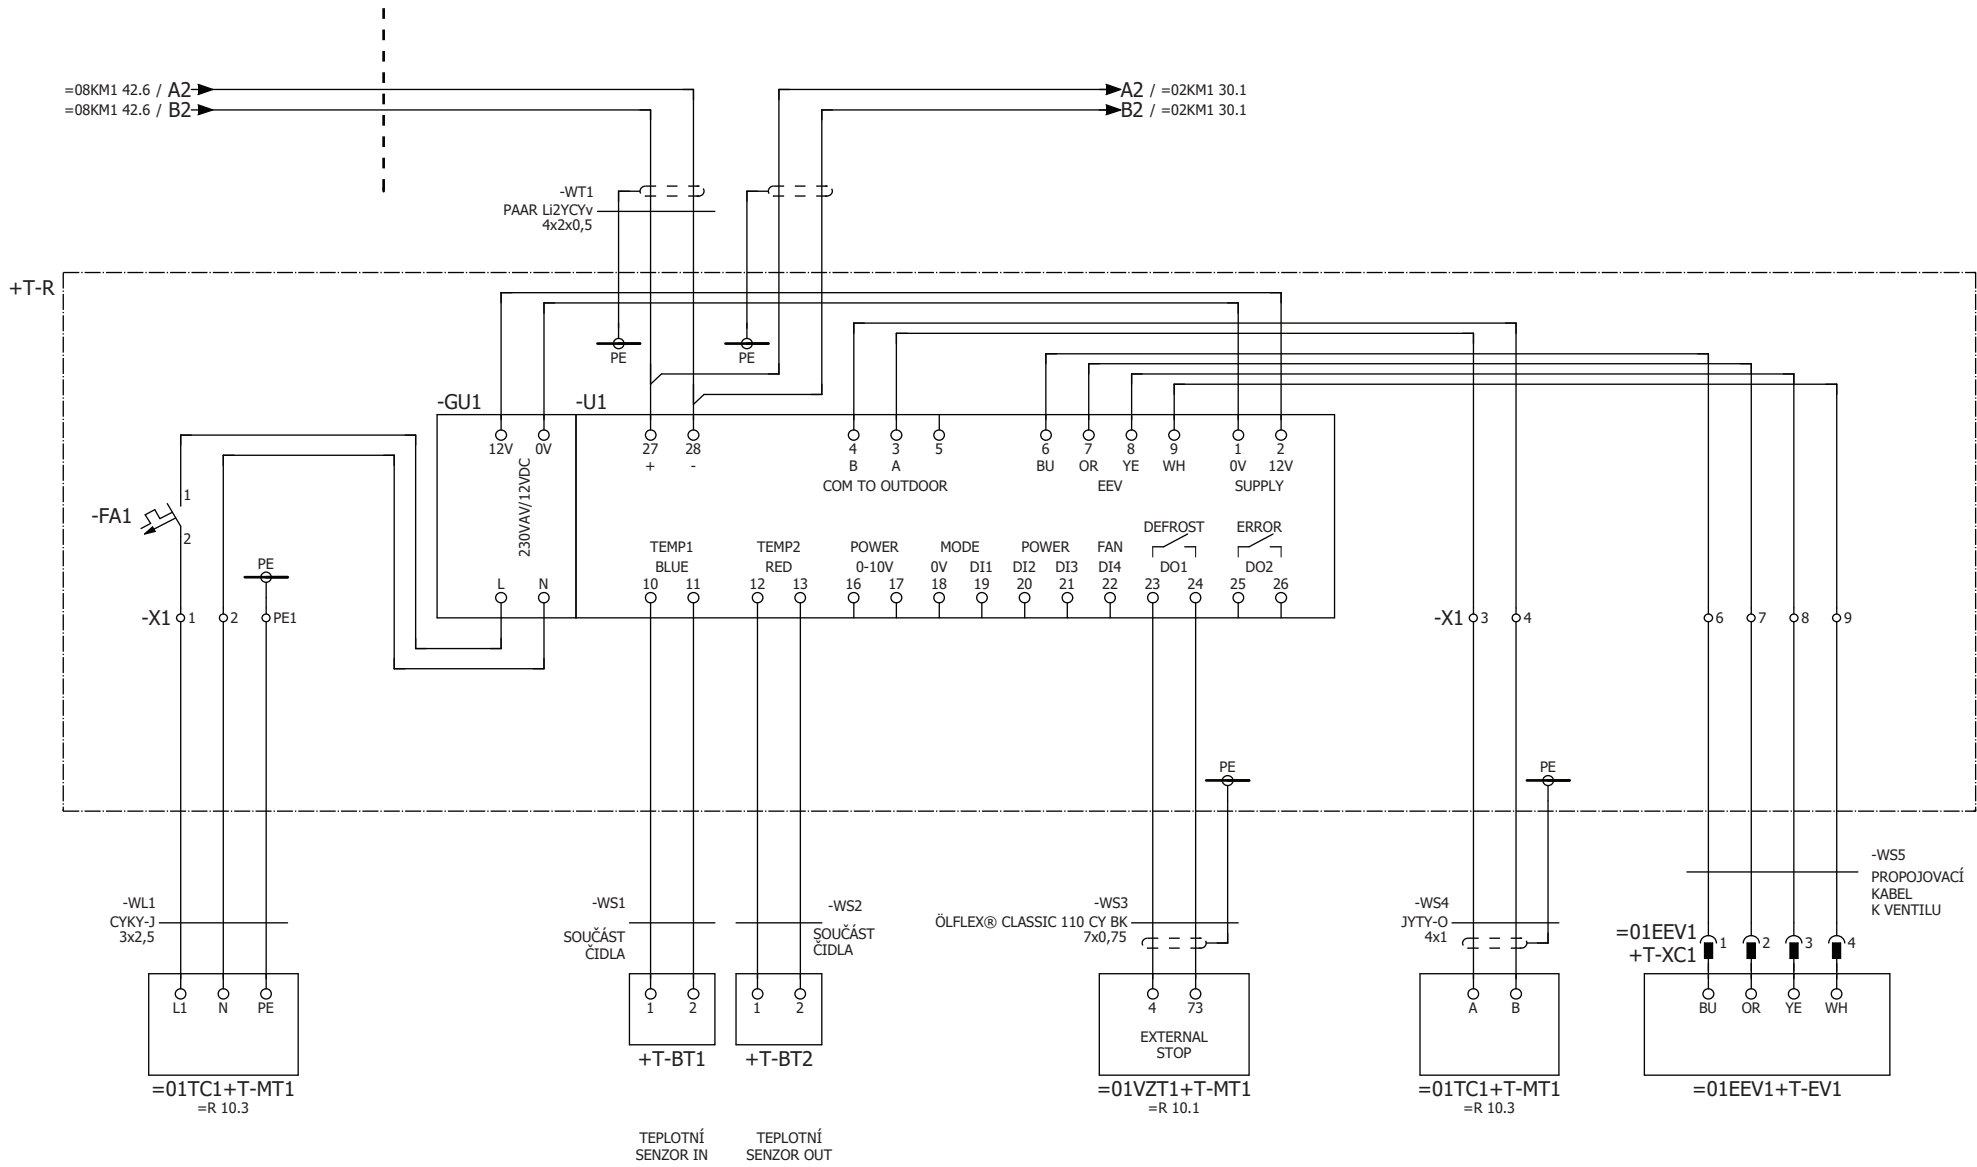 =08KM1 42.6 / A2
=08KM1 42.6 / B2
A2 / =02KM1 30.1
B2 / =02KM1 30.1
-WT1
PAAR Li2YCYv
4x2x0,5
+T-R
PE
PE
-GU1
-U1
12V
0V
230VAV/12VDC
L
N
27
+
28
-
4
B
3
A
5
COM TO OUTDOOR
6
BU
7
OR
8
YE
9
WH
EEV
1
0V
2
12V
SUPPLY
-FA1
1
2
PE
TEMP1
BLUE
10
11
TEMP2
RED
12
13
POWER
0-10V
16
17
MODE
0V
DI1
18
19
POWER
DI2
DI3
20
21
FAN
DI4
22
DEFROST
DO1
23
24
ERROR
DO2
25
26
-X1
1
2
PE1
-X1
3
4
6
7
8
9
PE
PE
-WL1
CYKY-J
3x2,5
-WS1
SOUČÁST
ČIDLA
-WS2
SOUČÁST
ČIDLA
-WS3
ÖLFLEX® CLASSIC 110 CY BK
7x0,75
-WS4
JYTY-O
4x1
-WS5
PROPOJOVACÍ
KABEL
K VENTILU
=01EEV1
+T-XC1
1
2
3
4
L1
N
PE
=01TC1+T-MT1
=R 10.3
1
2
+T-BT1
1
2
+T-BT2
4
73
EXTERNAL
STOP
=01VZT1+T-MT1
=R 10.1
A
B
=01TC1+T-MT1
=R 10.3
BU
OR
YE
WH
=01EEV1+T-EV1
TEPLOTNÍ
SENZOR IN
TEPLOTNÍ
SENZOR OUT